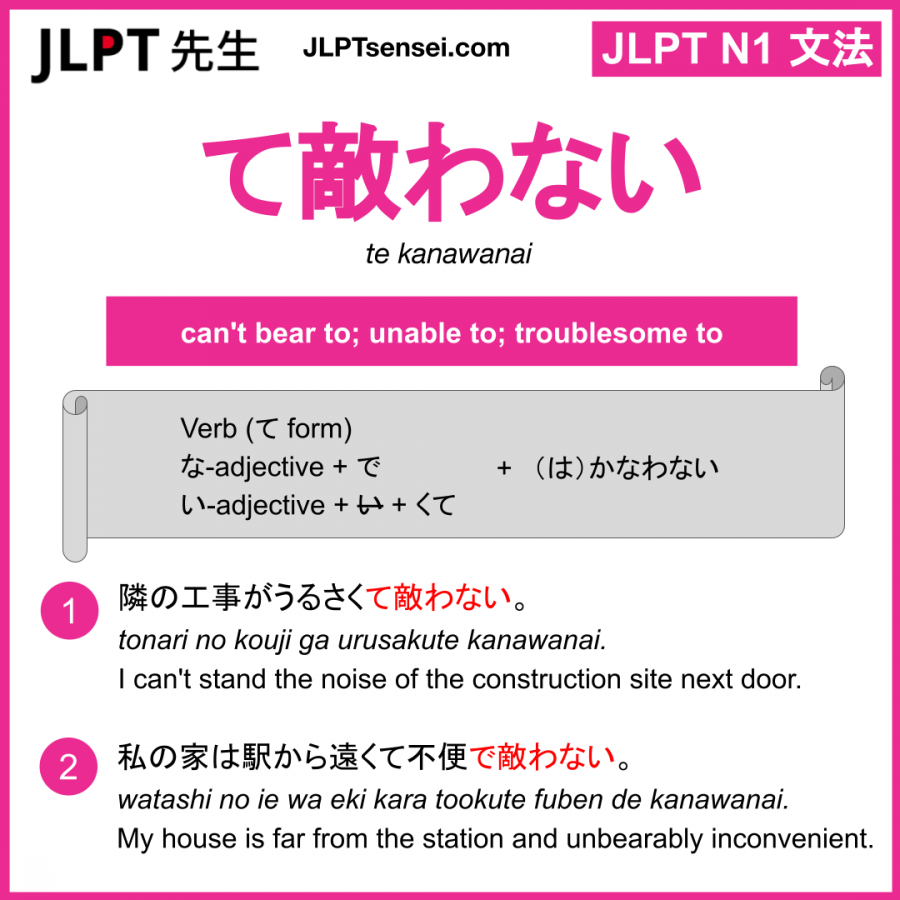 JLPT 先生
JLPTsensei.com
JLPT N1 文法
て敵わない
te kanawanai
can't bear to; unable to; troublesome to
Verb (て form)
な-adjective + で + （は）かなわない
い-adjective + い + くて
1 隣の工事がうるさくて敵わない。
tonari no kouji ga urusakute kanawanai.
I can't stand the noise of the construction site next door.
2 私の家は駅から遠くて不便で敵わない。
watashi no ie wa eki kara tookute fuben de kanawanai.
My house is far from the station and unbearably inconvenient.